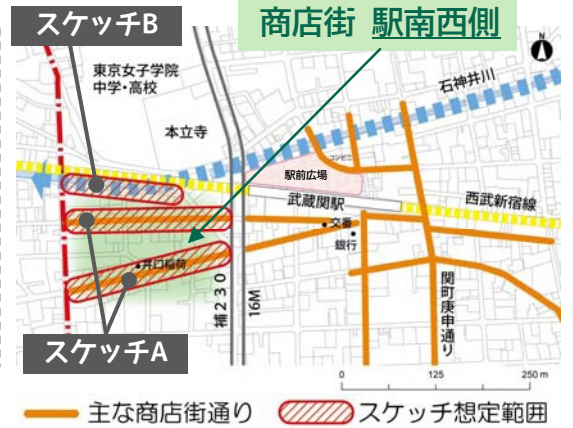 スケッチB
商店街 駅南西側
N
東京女子学院
中学・高校
石神井川
本立寺
コンビニ
駅前広場
武蔵関駅
西武新宿線
交番
銀行
井口稲荷
補230
16M
関町庚申通り
スケッチA
0 125 250 m
主な商店街通り
スケッチ想定範囲